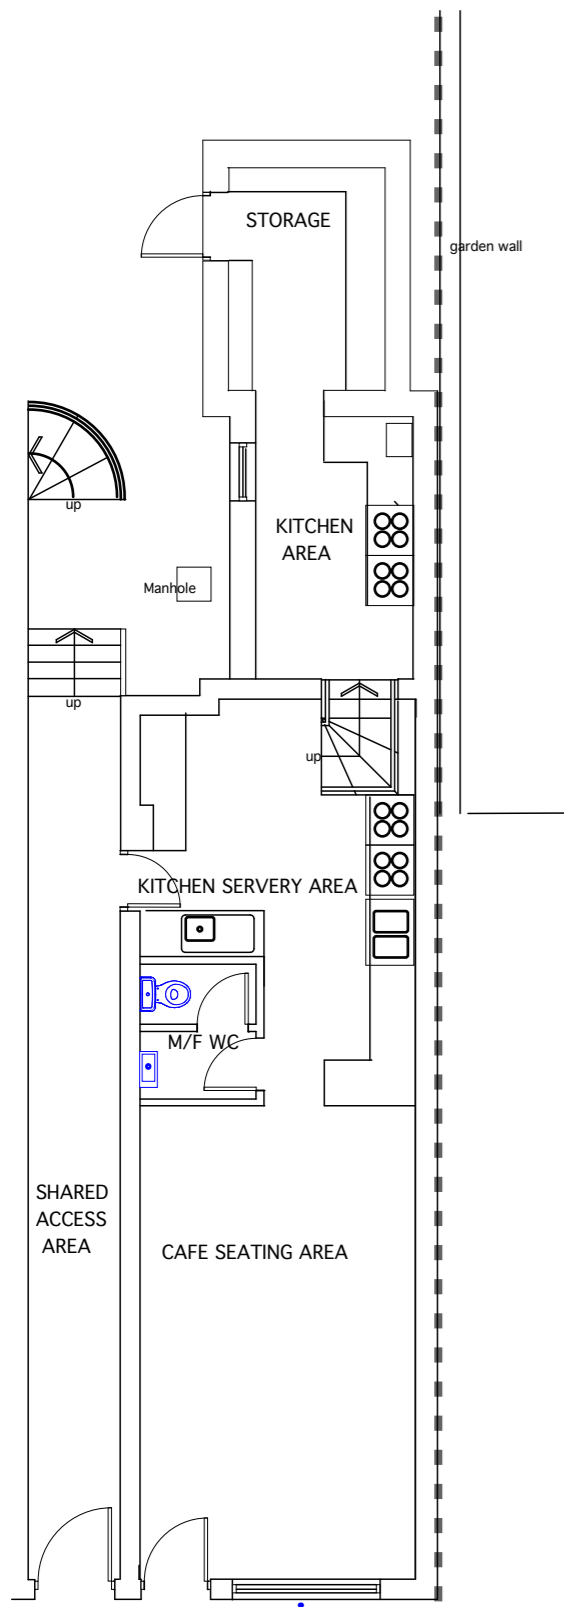 STORAGE
garden wall
up
KITCHEN
AREA
Manhole
up
up
KITCHEN SERVERY AREA
M/F WC
SHARED
ACCESS
AREA
CAFE SEATING AREA